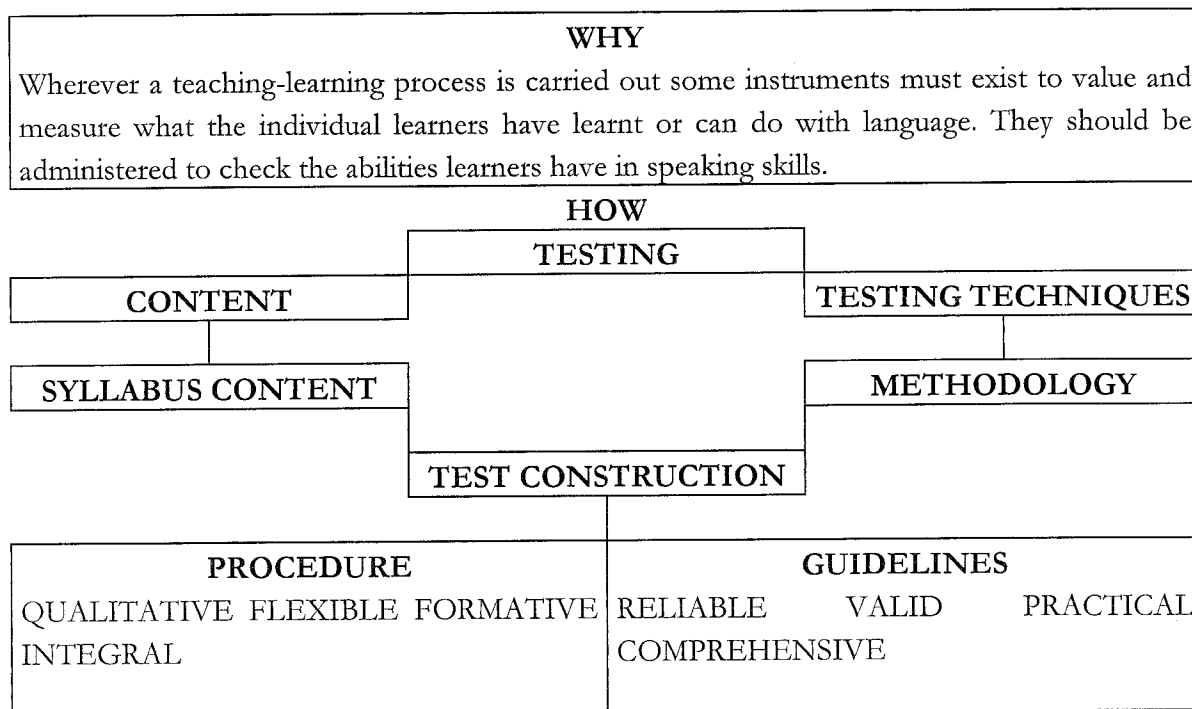 WHY
Wherever a teaching-learning process is carried out some instruments must exist to value and
measure what the individual learners have learnt or can do with language. They should be
administered to check the abilities learners have in speaking skills.
HOW
TESTING
CONTENT
TESTING TECHNIQUES
SYLLABUS CONTENT
METHODOLOGY
TEST CONSTRUCTION
PROCEDURE
QUALITATIVE FLEXIBLE FORMATIVE
INTEGRAL
GUIDELINES
RELIABLE VALID PRACTICAL
COMPREHENSIVE